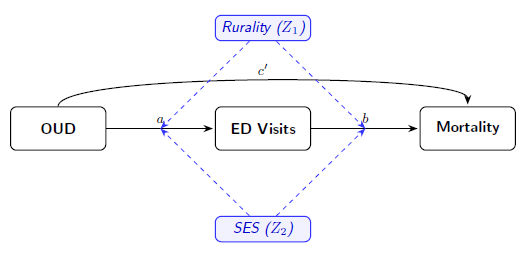 Rurality (Z₁)
c′
OUD
a
ED Visits
b
Mortality
SES (Z₂)